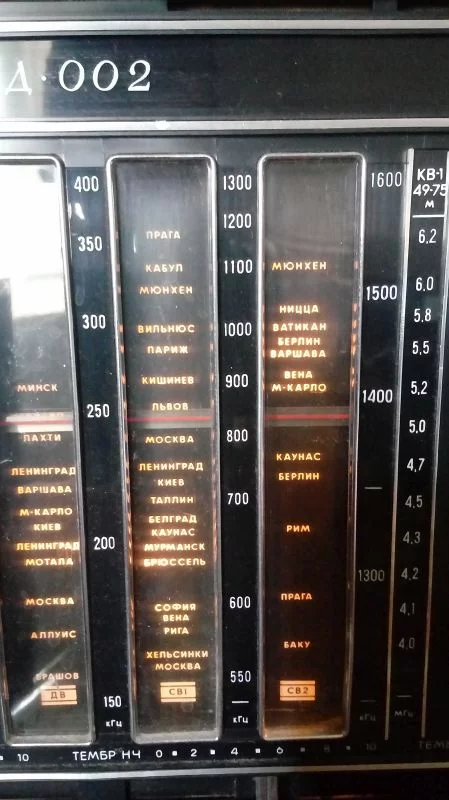 Д·002
МИНСК
ЛАХТИ
ЛЕНИНГРАД
ВАРШАВА
М-КАРЛО
КИЕВ
ЛЕНИНГРАД
МОТАЛА
МОСКВА
АЛПУИС
БРАШОВ
ДВ
400
350
300
250
200
150
кГц
ПРАГА
КАБУЛ
МЮНХЕН
ВИЛЬНЮС
ПАРИЖ
КИШИНЕВ
ЛЬВОВ
МОСКВА
ЛЕНИНГРАД
КИЕВ
ТАЛЛИН
БЕЛГРАД
КАУНАС
МУРМАНСК
БРЮССЕЛЬ
СОФИЯ
ВЕНА
РИГА
ХЕЛЬСИНКИ
МОСКВА
СВ1
1300
1200
1100
1000
900
800
700
600
550
кГц
МЮНХЕН
НИЦЦА
ВАТИКАН
БЕРЛИН
ВАРШАВА
ВЕНА
М-КАРЛО
КАУНАС
БЕРЛИН
РИМ
ПРАГА
БАКУ
СВ2
1600
1500
1400
1300
кГц
КВ-1
49-75
м
6,2
6,0
5,8
5,5
5,2
5,0
4,7
4,5
4,3
4,2
4,1
4,0
мГц
10 ТЕМБР НЧ 0 2 4 6 8 10